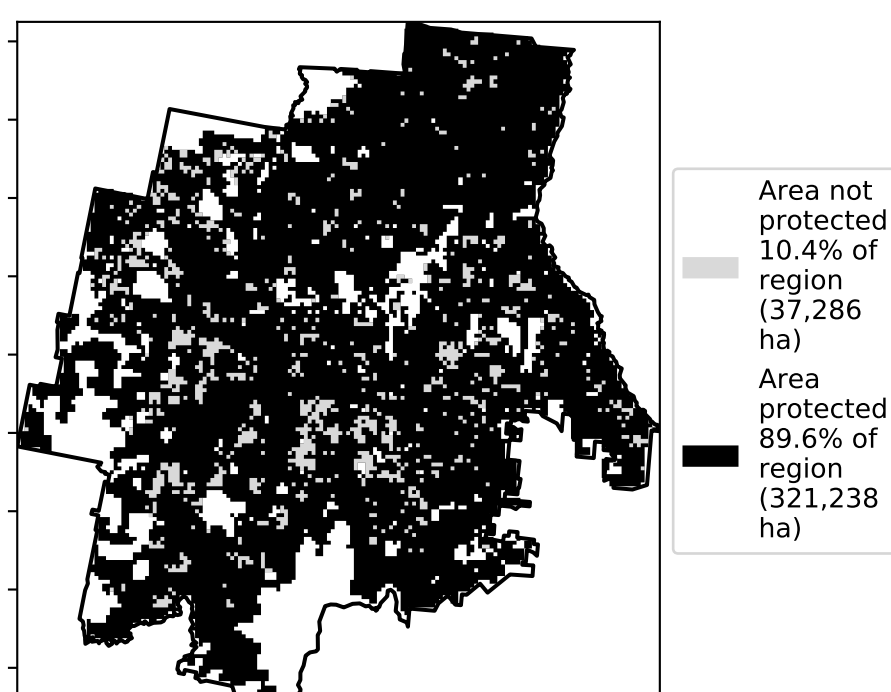 Area not
protected
10.4% of
region
(37,286
ha)
Area
protected
89.6% of
region
(321,238
ha)